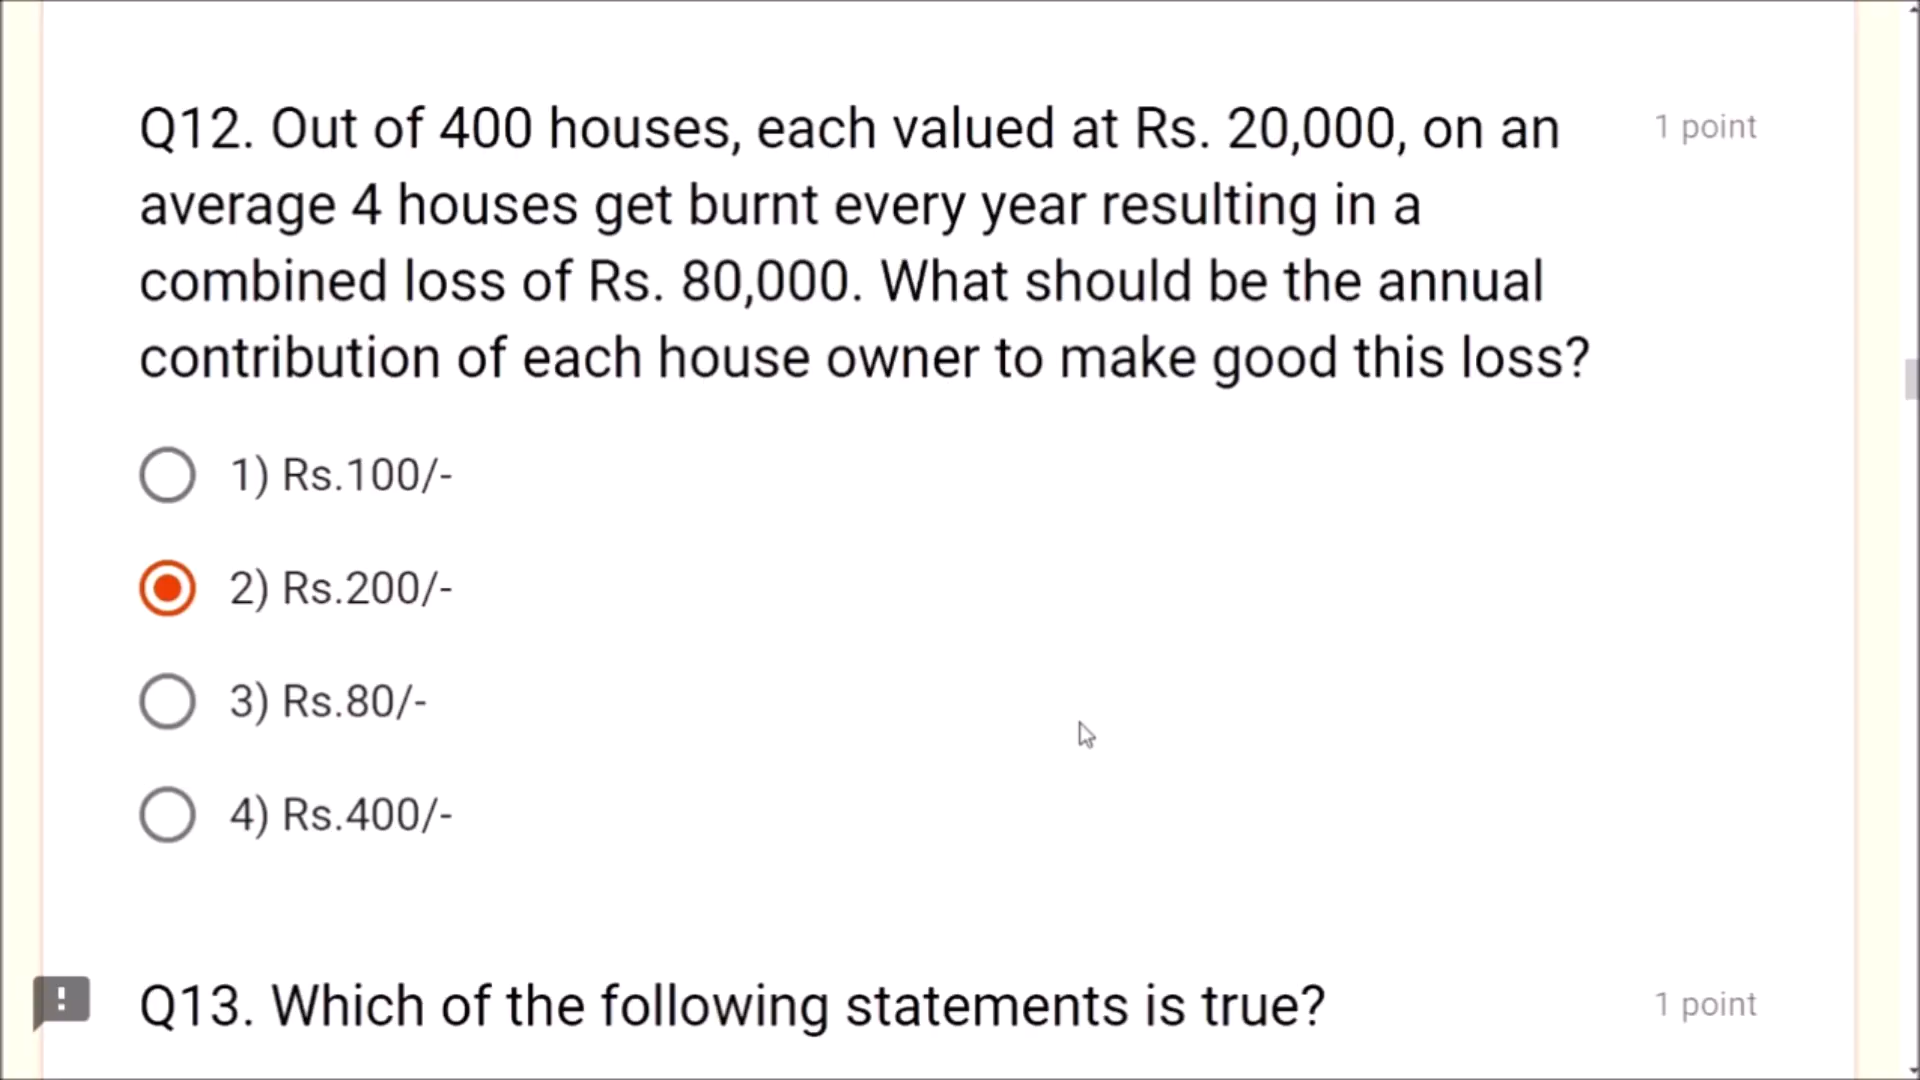 Q12. Out of 400 houses, each valued at Rs. 20,000, on an
1 point
average 4 houses get burnt every year resulting in a
combined loss of Rs. 80,000. What should be the annual
contribution of each house owner to make good this loss?
1) Rs.100/-
2) Rs.200/-
3) Rs.80/-
4) Rs.400/-
Q13. Which of the following statements is true?
1 point